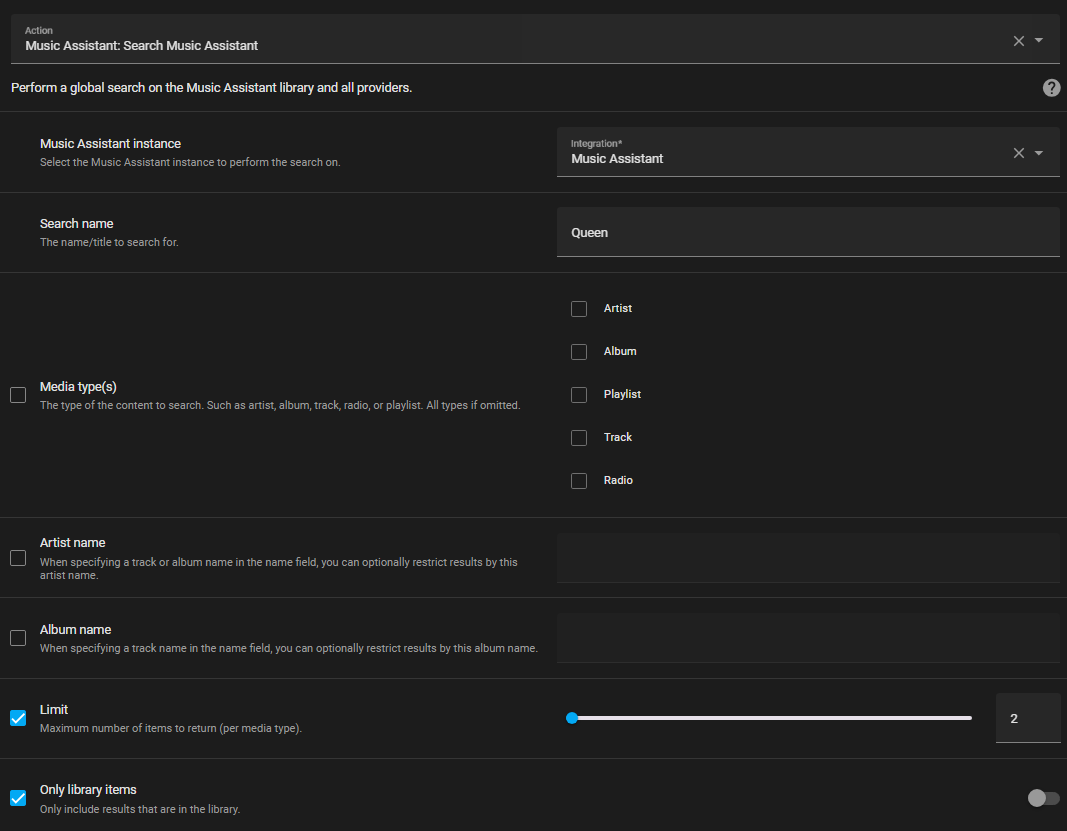 Action
Music Assistant: Search Music Assistant
Perform a global search on the Music Assistant library and all providers.
?
Music Assistant instance
Select the Music Assistant instance to perform the search on.
Integration*
Music Assistant
Search name
The name/title to search for.
Queen
Media type(s)
The type of the content to search. Such as artist, album, track, radio, or playlist. All types if omitted.
Artist
Album
Playlist
Track
Radio
Artist name
When specifying a track or album name in the name field, you can optionally restrict results by this
artist name.
Album name
When specifying a track name in the name field, you can optionally restrict results by this album name.
Limit
Maximum number of items to return (per media type).
2
Only library items
Only include results that are in the library.